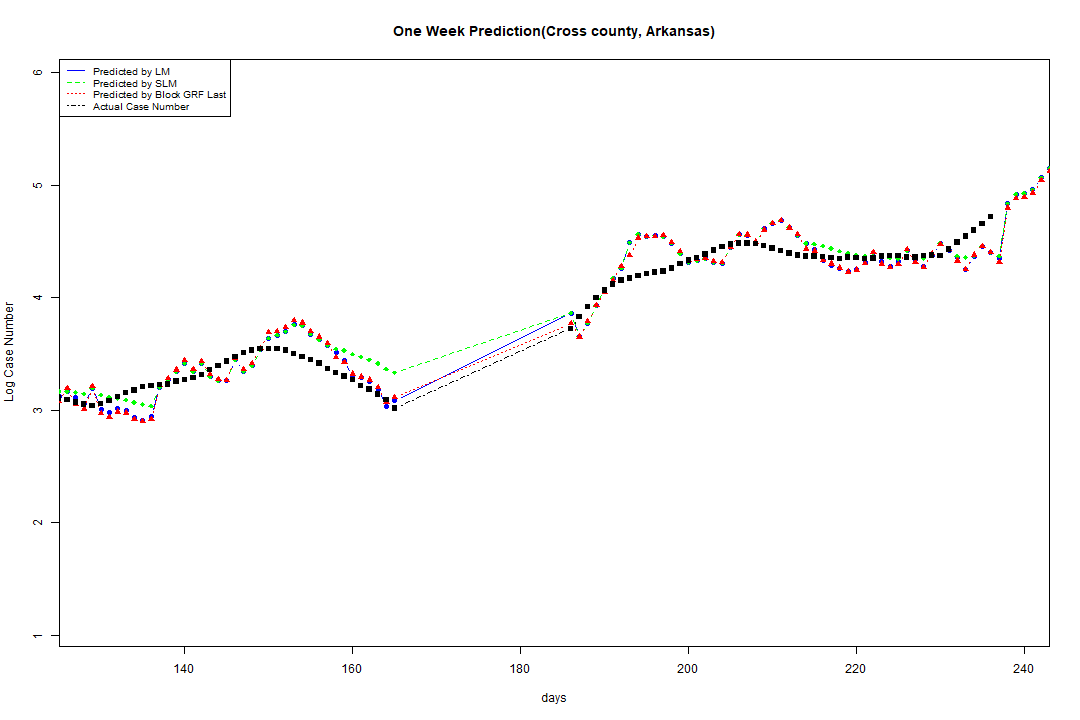 One Week Prediction(Cross county, Arkansas)
Predicted by LM
Predicted by SLM
Predicted by Block GRF Last
Actual Case Number
6
5
4
3
2
1
Log Case Number
140 160 180 200 220 240
days